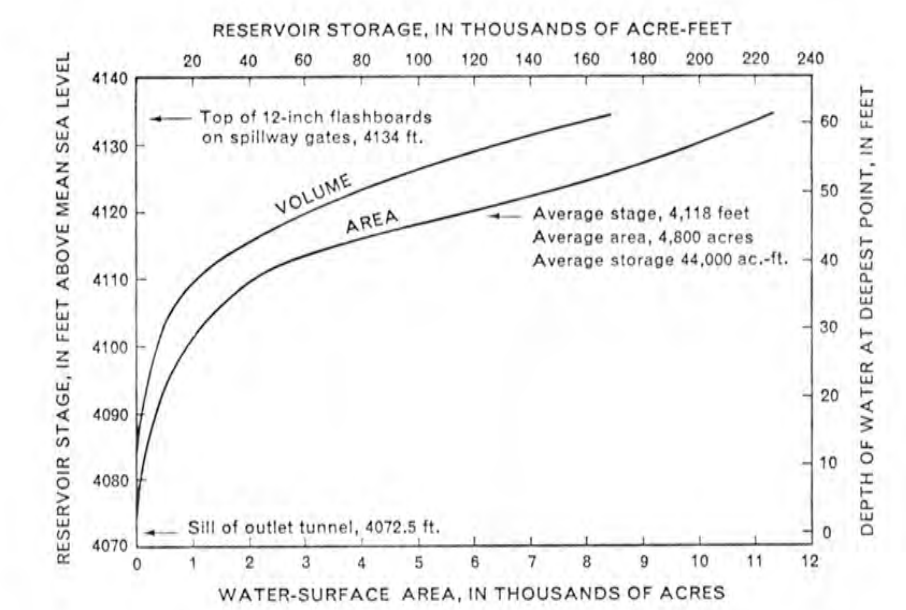 RESERVOIR STORAGE, IN THOUSANDS OF ACRE-FEET
20 40 60 80 100 120 140 160 180 200 220 240
RESERVOIR STAGE, IN FEET ABOVE MEAN SEA LEVEL
4140
4130
4120
4110
4100
4090
4080
4070
Top of 12-inch flashboards
on spillway gates, 4134 ft.
VOLUME
AREA
Average stage, 4,118 feet
Average area, 4,800 acres
Average storage 44,000 ac.-ft.
Sill of outlet tunnel, 4072.5 ft.
60
50
40
30
20
10
0
DEPTH OF WATER AT DEEPEST POINT, IN FEET
0 1 2 3 4 5 6 7 8 9 10 11 12
WATER-SURFACE AREA, IN THOUSANDS OF ACRES